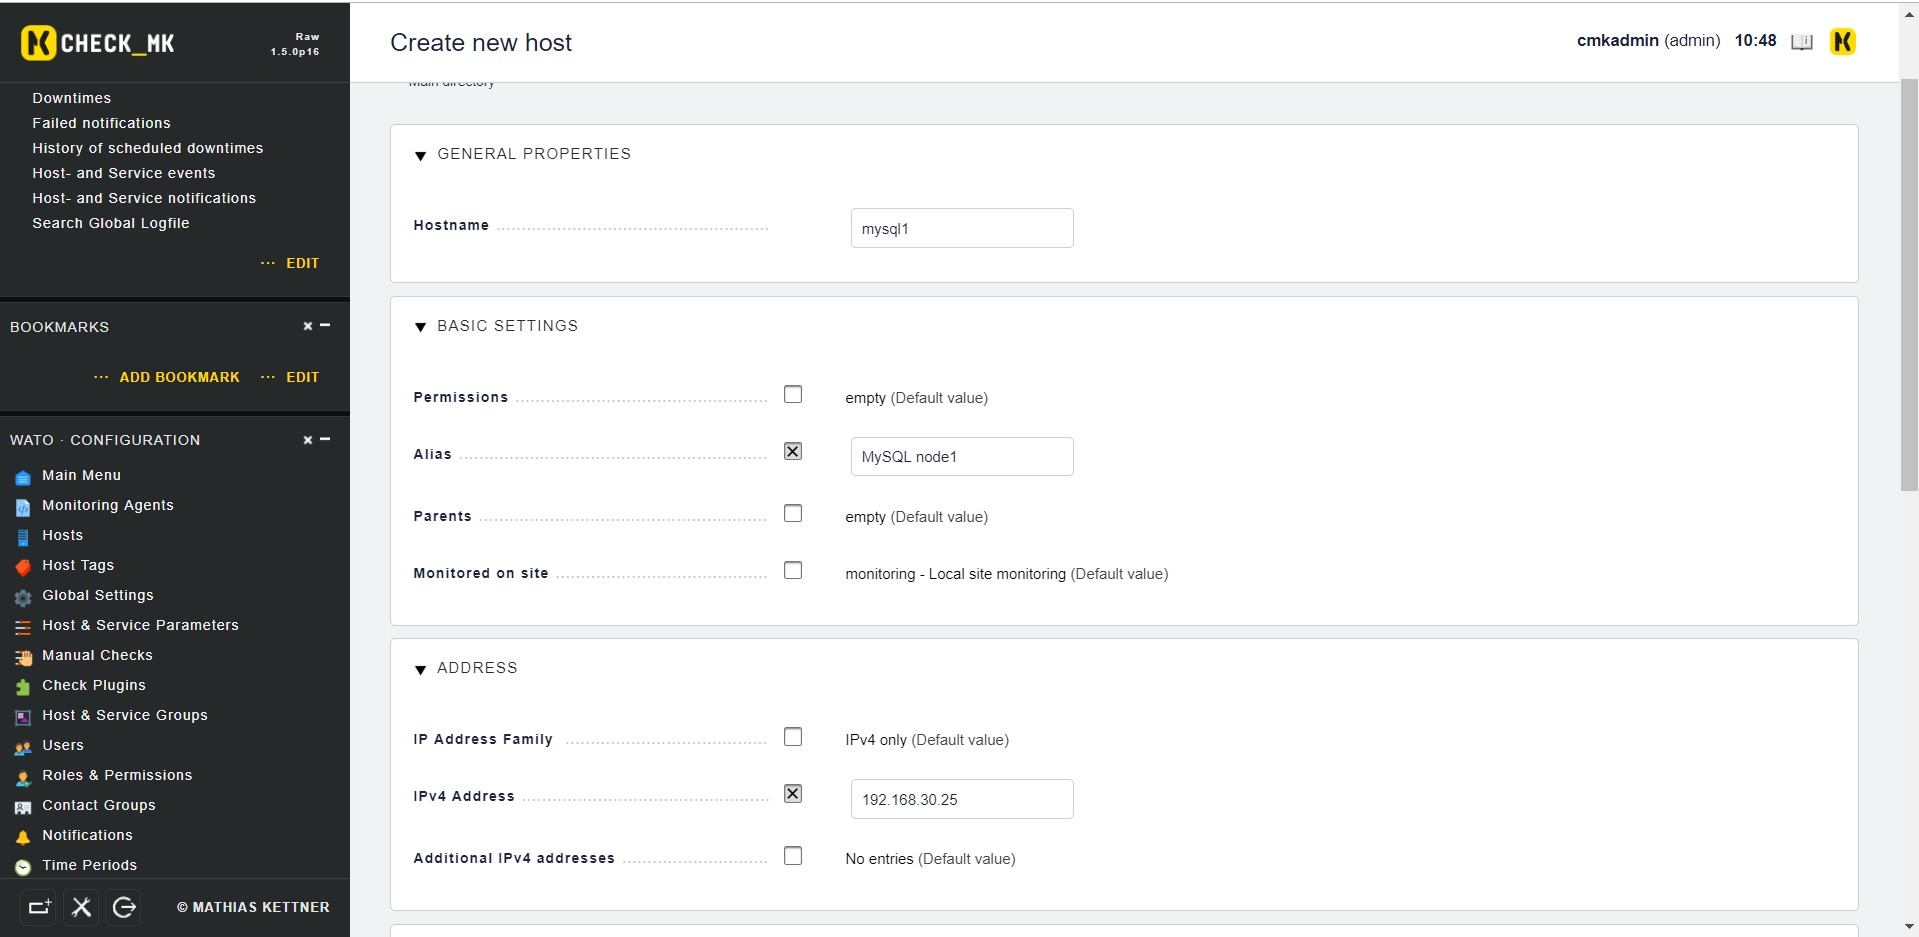 CHECK_MK
Raw
1.5.0p16
Downtimes
Failed notifications
History of scheduled downtimes
Host- and Service events
Host- and Service notifications
Search Global Logfile
EDIT
BOOKMARKS
ADD BOOKMARK EDIT
WATO · CONFIGURATION
Main Menu
Monitoring Agents
Hosts
Host Tags
Global Settings
Host & Service Parameters
Manual Checks
Check Plugins
Host & Service Groups
Users
Roles & Permissions
Contact Groups
Notifications
Time Periods
© MATHIAS KETTNER
Create new host
cmkadmin (admin) 10:48
Main directory
GENERAL PROPERTIES
Hostname mysql1
BASIC SETTINGS
Permissions empty (Default value)
Alias MySQL node1
Parents empty (Default value)
Monitored on site monitoring - Local site monitoring (Default value)
ADDRESS
IP Address Family IPv4 only (Default value)
IPv4 Address 192.168.30.25
Additional IPv4 addresses No entries (Default value)